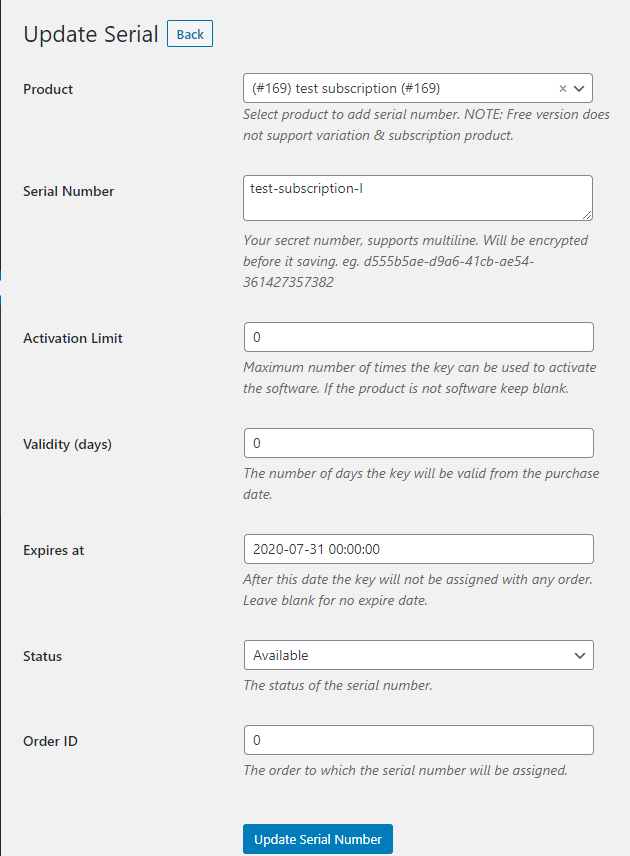 Update Serial Back
Product
(#169) test subscription (#169) ×
Select product to add serial number. NOTE: Free version does
not support variation & subscription product.
Serial Number
test-subscription-l
Your secret number, supports multiline. Will be encrypted
before it saving. eg. d555b5ae-d9a6-41cb-ae54-
361427357382
Activation Limit
0
Maximum number of times the key can be used to activate
the software. If the product is not software keep blank.
Validity (days)
0
The number of days the key will be valid from the purchase
date.
Expires at
2020-07-31 00:00:00
After this date the key will not be assigned with any order.
Leave blank for no expire date.
Status
Available
The status of the serial number.
Order ID
0
The order to which the serial number will be assigned.
Update Serial Number